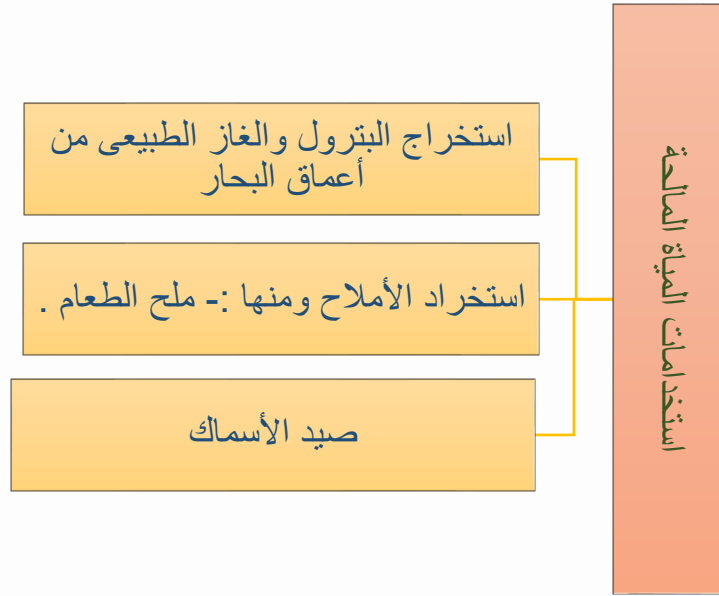 استخدامات المياة المالحة
استخراج البترول والغاز الطبيعى من
أعماق البحار
استخراد الأملاح ومنها :- ملح الطعام .
صيد الأسماك